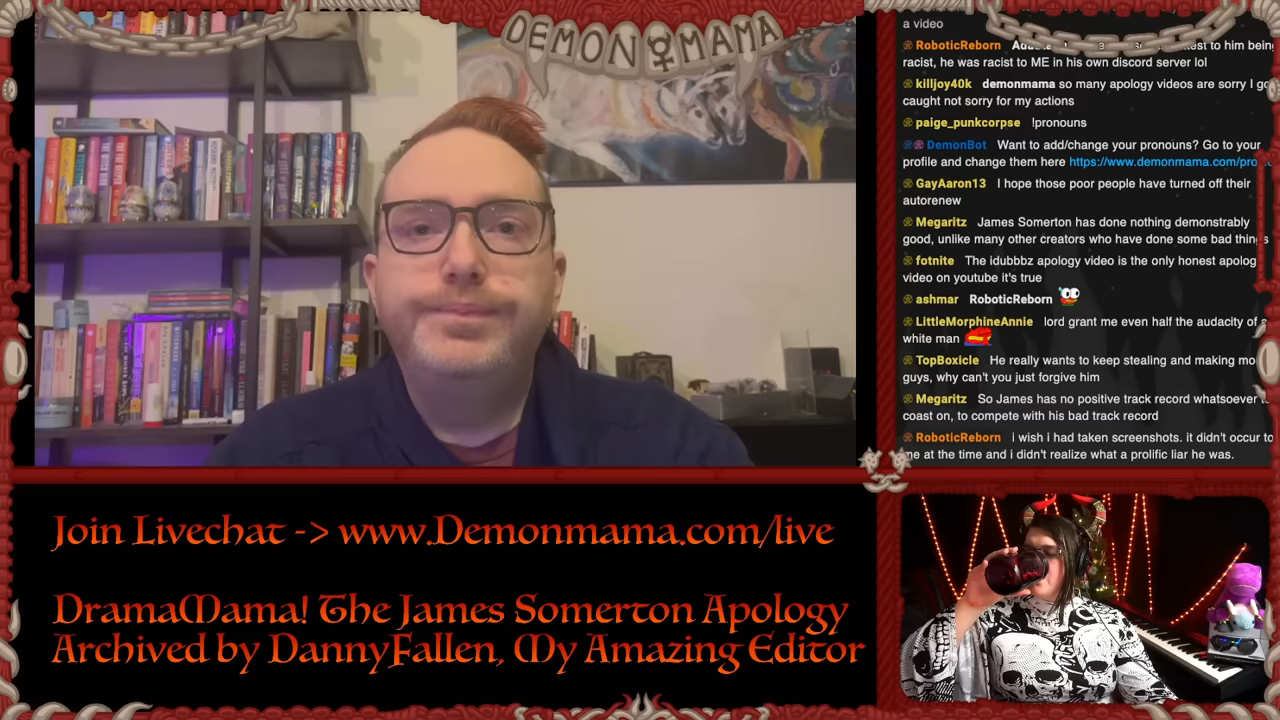 DEMON MAMA
a video
RoboticReborn
racist, he was racist to ME in his own discord server lol
killjoy40k demonmama so many apology videos are sorry I go
caught not sorry for my actions
paige_punkcorpse !pronouns
DemonBot Want to add/change your pronouns? Go to your
profile and change them here https://www.demonmama.com/pro
GayAaron13 I hope those poor people have turned off their
autorenew
Megaritz James Somerton has done nothing demonstrably
good, unlike many other creators who have done some bad things
fotnite The idubbbz apology video is the only honest apolog
video on youtube it's true
ashmar RoboticReborn
LittleMorphineAnnie lord grant me even half the audacity of a
white man
TopBoxicle He really wants to keep stealing and making mo
guys, why can't you just forgive him
Megaritz So James has no positive track record whatsoever
coast on, to compete with his bad track record
RoboticReborn i wish i had taken screenshots. it didn't occur to
me at the time and i didn't realize what a prolific liar he was.
Join Livechat -> www.Demonmama.com/live
DramaMama! The James Somerton Apology
Archived by DannyFallen, My Amazing Editor